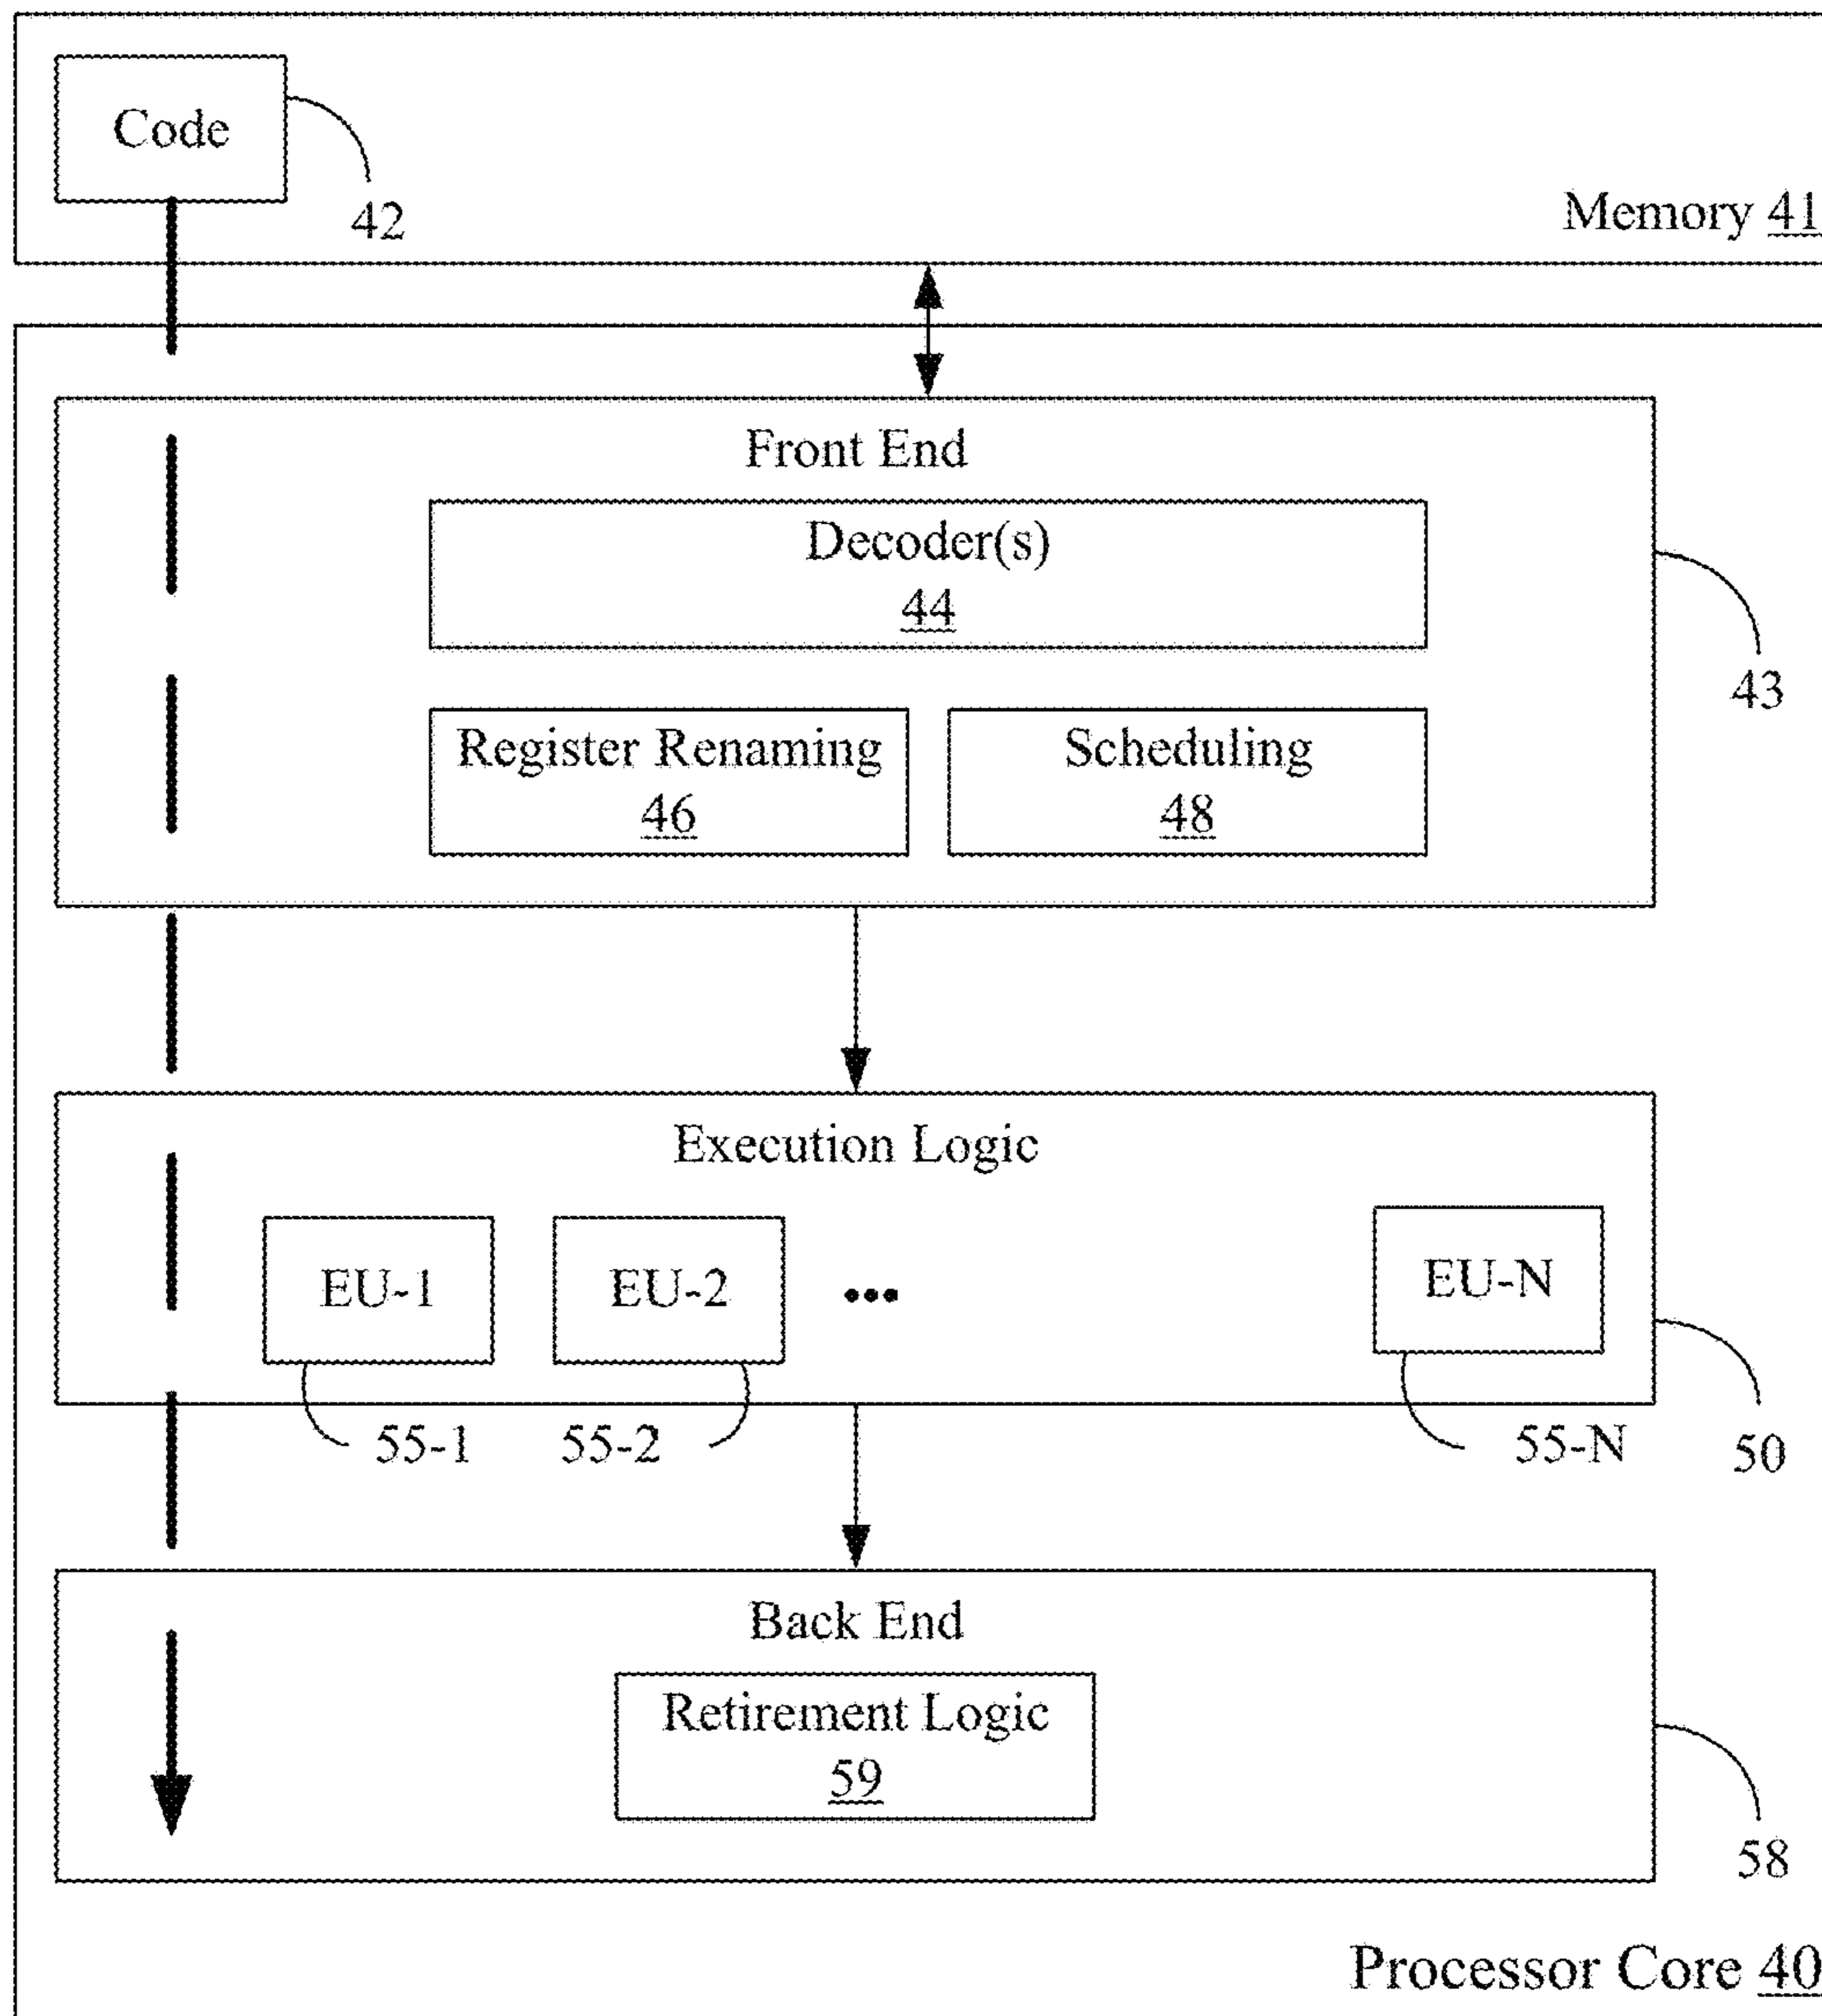 Code
42
Memory 41
Front End
Decoder(s)
44
43
Register Renaming
46
Scheduling
48
Execution Logic
EU-1
EU-2
•••
EU-N
55-1
55-2
55-N
50
Back End
Retirement Logic
59
58
Processor Core 40